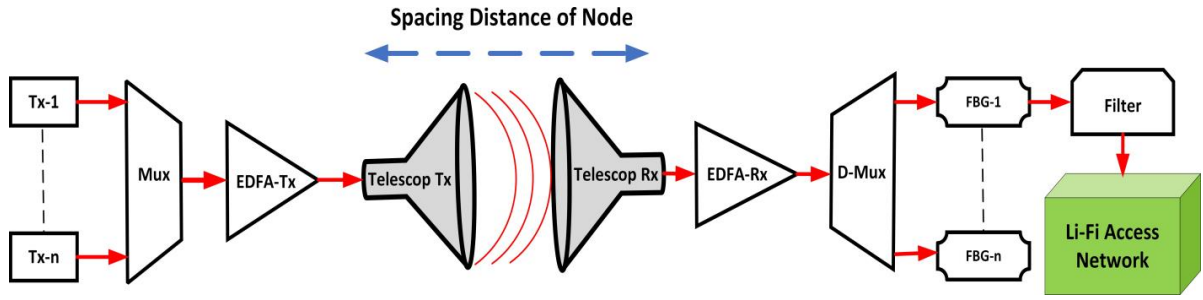 Spacing Distance of Node
Tx-1
Tx-n
Mux
EDFA-Tx
Telescop Tx
Telescop Rx
EDFA-Rx
D-Mux
FBG-1
FBG-n
Filter
Li-Fi Access
Network